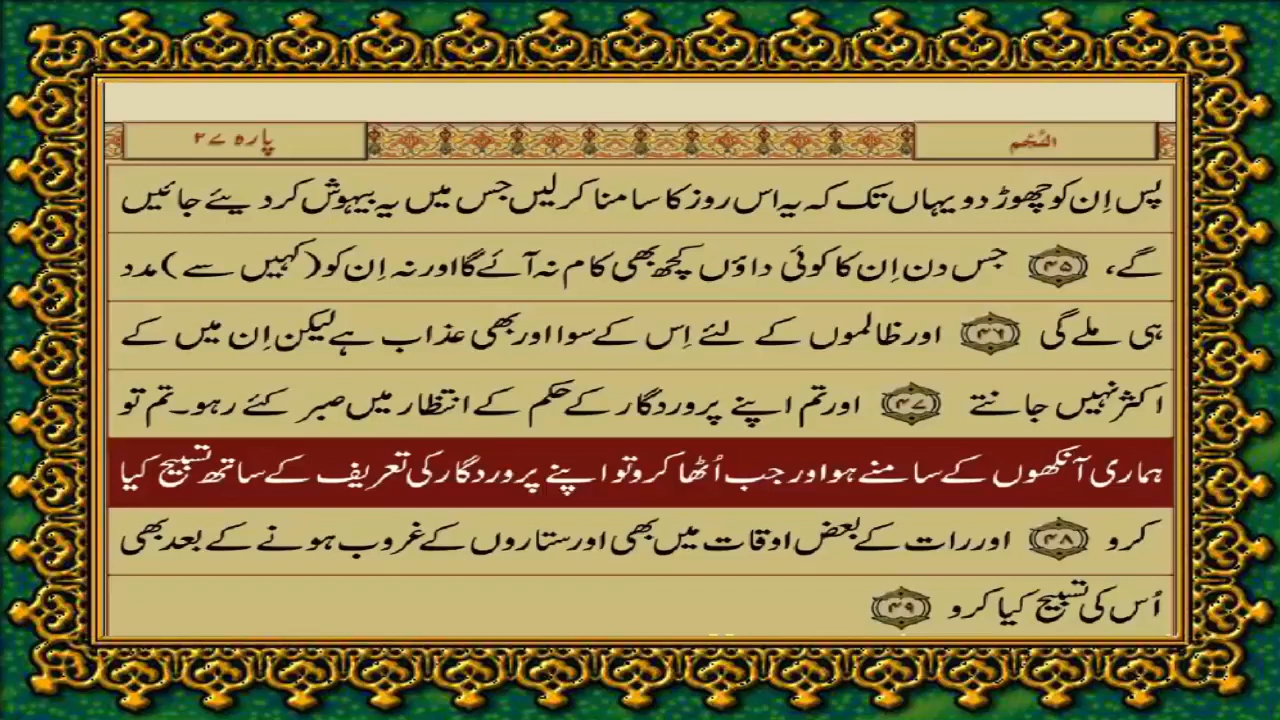 النَّجْم
پارہ ۲۷
پس اِن کو چھوڑ دو یہاں تک کہ یہ اس روز کا سامنا کرلیں جس میں یہ بیہوش کر دیئے جائیں
گے، ۴۵ جس دن اِن کا کوئی داؤں کچھ بھی کام نہ آئے گا اور نہ اِن کو (کہیں سے) مدد
ہی ملے گی ۴۶ اور ظالموں کے لئے اِس کے سوا اور بھی عذاب ہے لیکن اِن میں کے
اکثر نہیں جانتے ۴۷ اور تم اپنے پروردگار کے حکم کے انتظار میں صبر کئے رہو۔ تم تو
ہماری آنکھوں کے سامنے ہو اور جب اُٹھا کرو تو اپنے پروردگار کی تعریف کے ساتھ تسبیح کیا
کرو ۴۸ اور رات کے بعض اوقات میں بھی اور ستاروں کے غروب ہونے کے بعد بھی
اُس کی تسبیح کیا کرو ۴۹